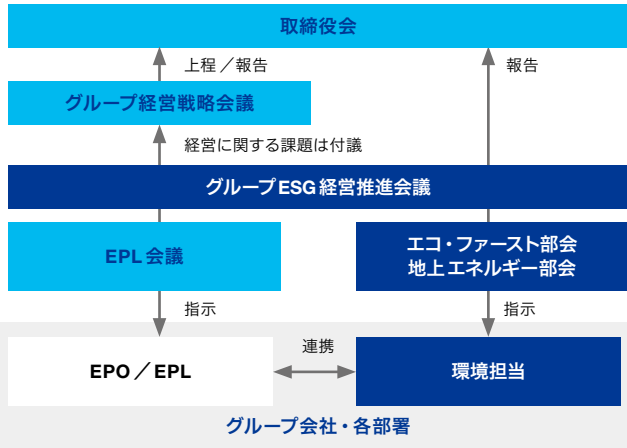 取締役会
上程／報告
報告
グループ経営戦略会議
経営に関する課題は付議
グループESG経営推進会議
EPL会議
エコ・ファースト部会
地上エネルギー部会
指示
指示
EPO／EPL
連携
環境担当
グループ会社・各部署